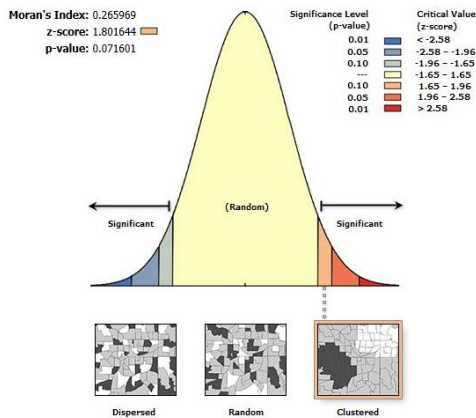 Moran's Index: 0.265969
z-score: 1.801644
p-value: 0.071601
Significance Level
(p-value)
Critical Value
(z-score)
0.01 < -2.58
0.05 -2.58 – -1.96
0.10 -1.96 – -1.65
--- -1.65 – 1.65
0.10 1.65 – 1.96
0.05 1.96 – 2.58
0.01 > 2.58
(Random)
Significant
Significant
Dispersed
Random
Clustered